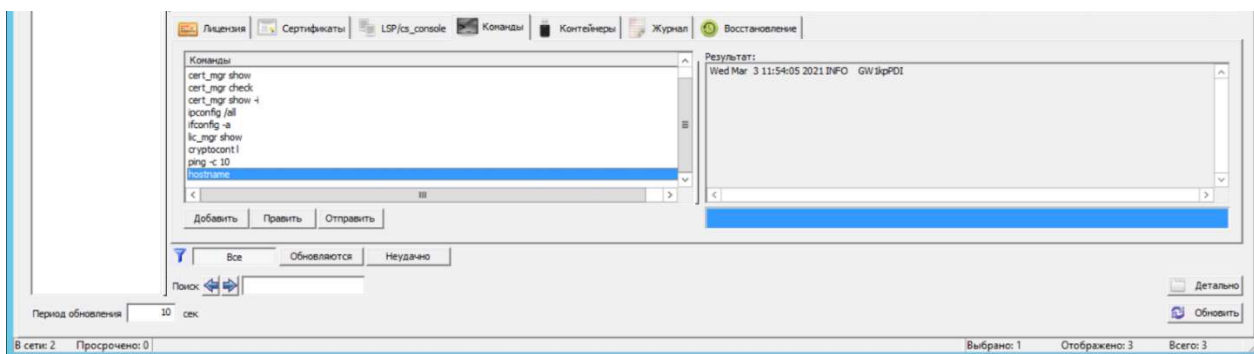 Лицензия Сертификаты LSP/cs_console Команды Контейнеры Журнал Восстановление
Команды
cert_mgr show
cert_mgr check
cert_mgr show -i
ipconfig /all
ifconfig -a
lic_mgr show
cryptocont l
ping -c 10
hostname
Добавить Править Отправить
Результат:
Wed Mar 3 11:54:05 2021 INFO GW1kpPDI
Все Обновляются Неудачно
Поиск
Детально
Период обновления 10 сек
Обновить
В сети: 2 Просрочено: 0 Выбрано: 1 Отображено: 3 Всего: 3